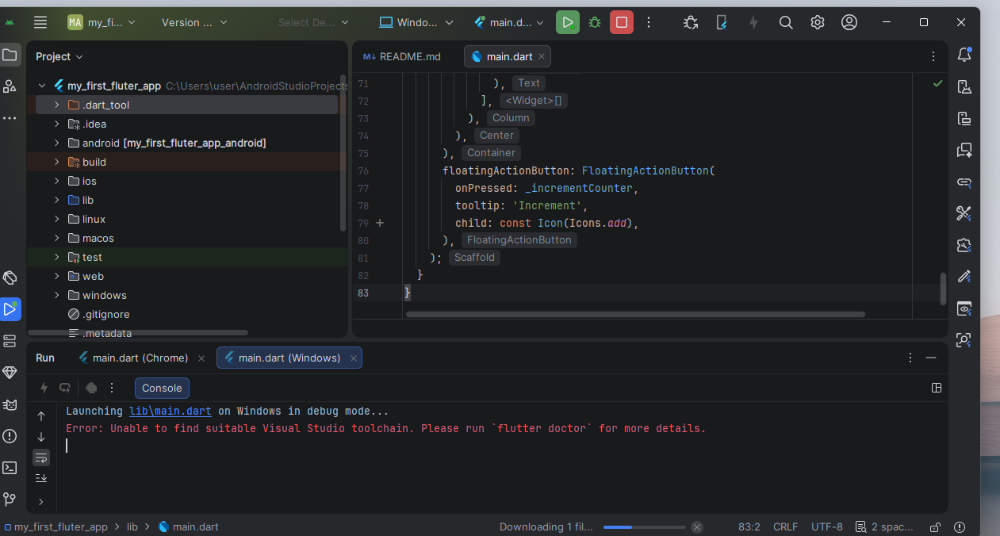 MA my_fi... Version ... Select De... Windo... main.d...
Project
README.md main.dart
my_first_fluter_app C:\Users\user\AndroidStudioProjects
.dart_tool
.idea
android [my_first_fluter_app_android]
build
ios
lib
linux
macos
test
web
windows
.gitignore
.metadata
71 ), Text
72 ], <Widget>[]
73 ), Column
74 ), Center
75 ), Container
76 floatingActionButton: FloatingActionButton(
77 onPressed: _incrementCounter,
78 tooltip: 'Increment',
79 child: const Icon(Icons.add),
80 ), FloatingActionButton
81 ); Scaffold
82 }
83 }
Run main.dart (Chrome) main.dart (Windows)
Console
Launching lib\main.dart on Windows in debug mode...
Error: Unable to find suitable Visual Studio toolchain. Please run `flutter doctor` for more details.
my_first_fluter_app > lib > main.dart Downloading 1 fil... 83:2 CRLF UTF-8 2 spac...